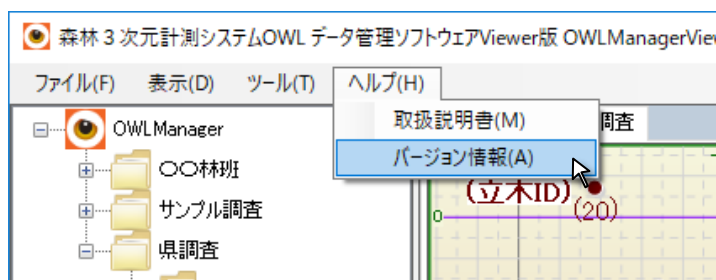 森林３次元計測システムOWL データ管理ソフトウェアViewer版 OWLManagerView
ファイル(F) 表示(D) ツール(T) ヘルプ(H)
取扱説明書(M)
バージョン情報(A)
調査
OWLManager
〇〇林班
サンプル調査
県調査
(立木ID)
(20)
0